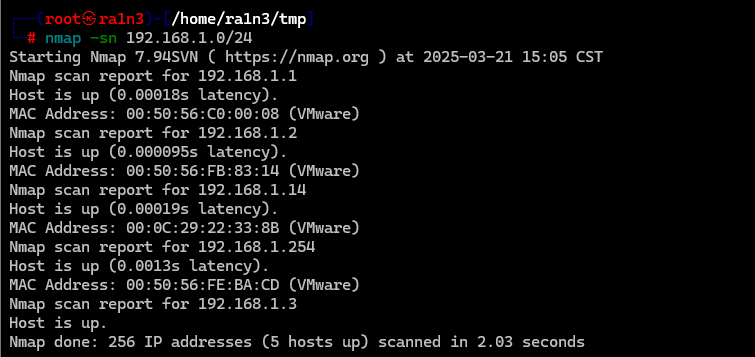 ┌──(root㉿ra1n3)-[/home/ra1n3/tmp]
└─# nmap -sn 192.168.1.0/24
Starting Nmap 7.94SVN ( https://nmap.org ) at 2025-03-21 15:05 CST
Nmap scan report for 192.168.1.1
Host is up (0.00018s latency).
MAC Address: 00:50:56:C0:00:08 (VMware)
Nmap scan report for 192.168.1.2
Host is up (0.000095s latency).
MAC Address: 00:50:56:FB:83:14 (VMware)
Nmap scan report for 192.168.1.14
Host is up (0.00019s latency).
MAC Address: 00:0C:29:22:33:8B (VMware)
Nmap scan report for 192.168.1.254
Host is up (0.0013s latency).
MAC Address: 00:50:56:FE:BA:CD (VMware)
Nmap scan report for 192.168.1.3
Host is up.
Nmap done: 256 IP addresses (5 hosts up) scanned in 2.03 seconds